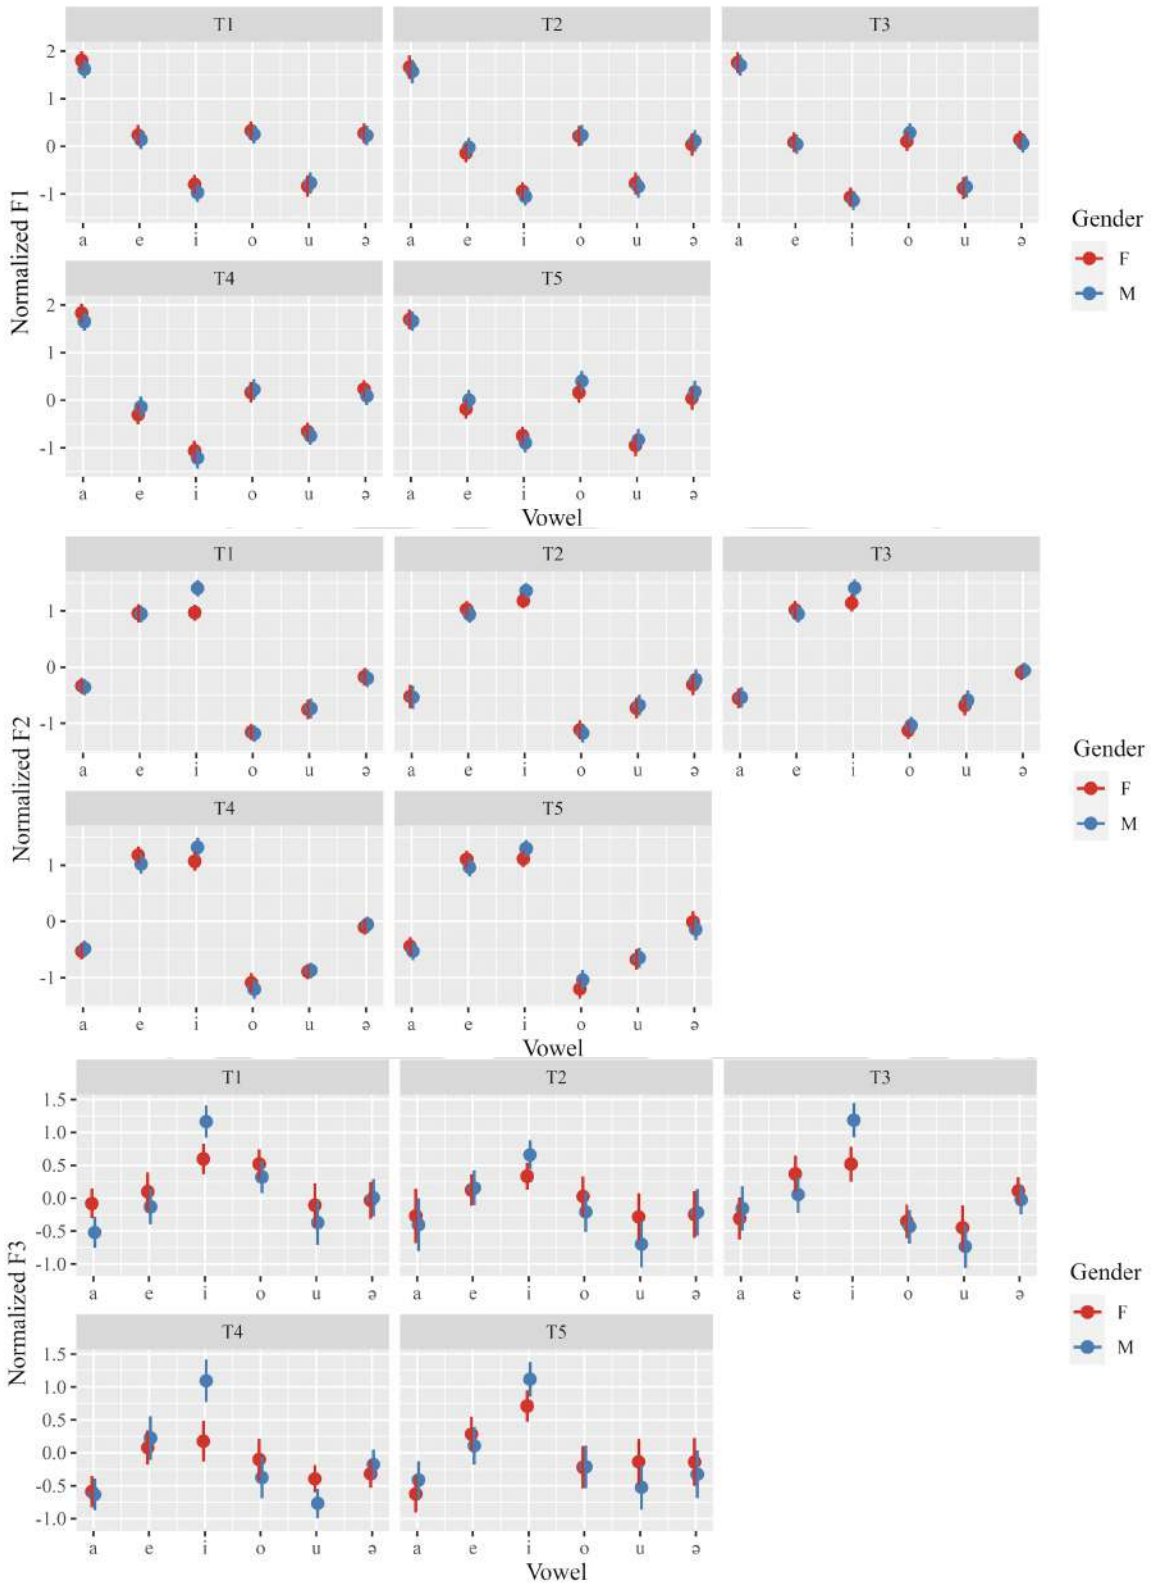 T1 T2 T3
2
1
0
-1
a e i o u ə a e i o u ə a e i o u ə
Normalized F1
Gender
F
M
T4 T5
2
1
0
-1
a e i o u ə a e i o u ə
Vowel
T1 T2 T3
1
0
-1
a e i o u ə a e i o u ə a e i o u ə
Normalized F2
Gender
F
M
T4 T5
1
0
-1
a e i o u ə a e i o u ə
Vowel
T1 T2 T3
1.5
1.0
0.5
0.0
-0.5
-1.0
a e i o u ə a e i o u ə a e i o u ə
Normalized F3
Gender
F
M
T4 T5
1.5
1.0
0.5
0.0
-0.5
-1.0
a e i o u ə a e i o u ə
Vowel